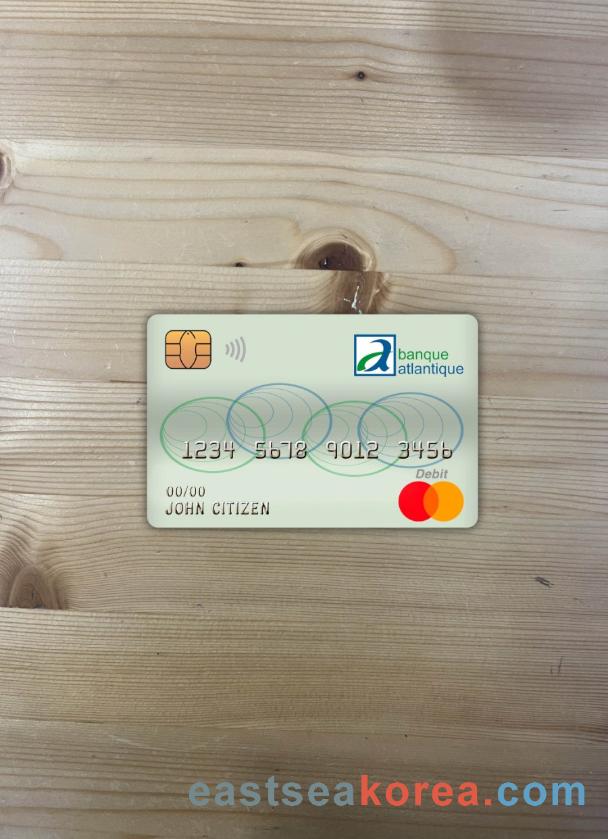 banque
atlantique
1234 5678 9012 3456
Debit
00/00
JOHN CITIZEN
eastseakorea.com